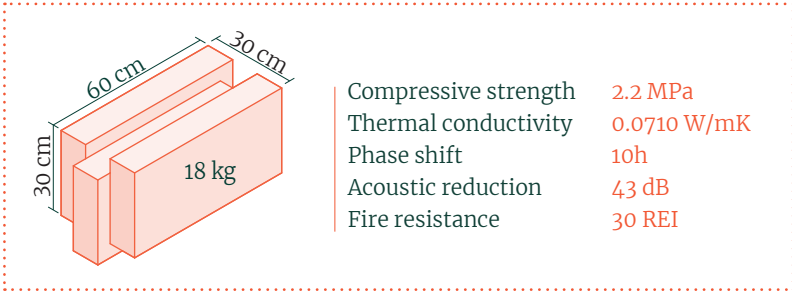 60 cm
30 cm
30 cm
18 kg
Compressive strength 2.2 MPa
Thermal conductivity 0.0710 W/mK
Phase shift 10h
Acoustic reduction 43 dB
Fire resistance 30 REI